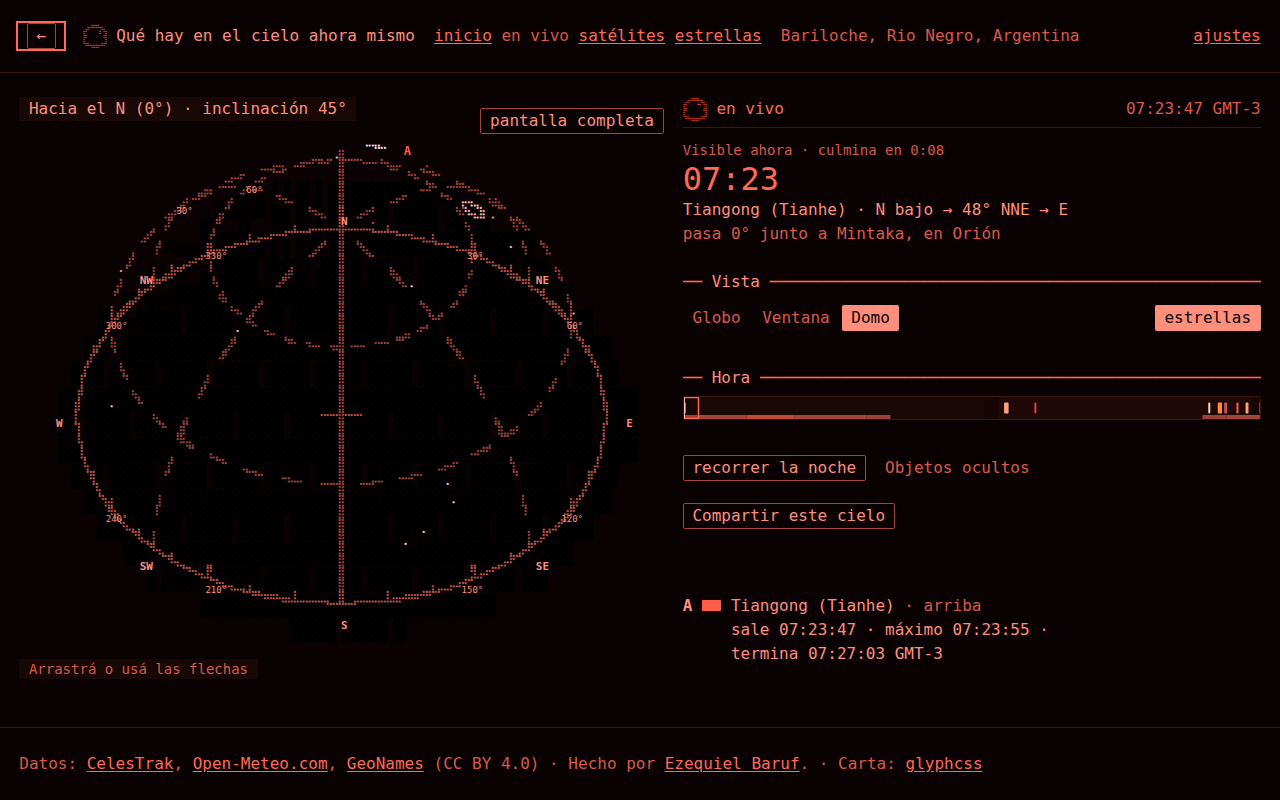 ← Qué hay en el cielo ahora mismo inicio en vivo satélites estrellas Bariloche, Rio Negro, Argentina ajustes
Hacia el N (0°) · inclinación 45°
pantalla completa
A
60°
30°
N
330°
30°
NW
NE
300°
60°
W
E
240°
120°
SW
SE
210°
150°
S
Arrastrá o usá las flechas
en vivo 07:23:47 GMT-3
Visible ahora · culmina en 0:08
07:23
Tiangong (Tianhe) · N bajo → 48° NNE → E
pasa 0° junto a Mintaka, en Orión
Vista
Globo Ventana Domo estrellas
Hora
recorrer la noche Objetos ocultos
Compartir este cielo
A Tiangong (Tianhe) · arriba
sale 07:23:47 · máximo 07:23:55 ·
termina 07:27:03 GMT-3
Datos: CelesTrak, Open-Meteo.com, GeoNames (CC BY 4.0) · Hecho por Ezequiel Baruf. · Carta: glyphcss